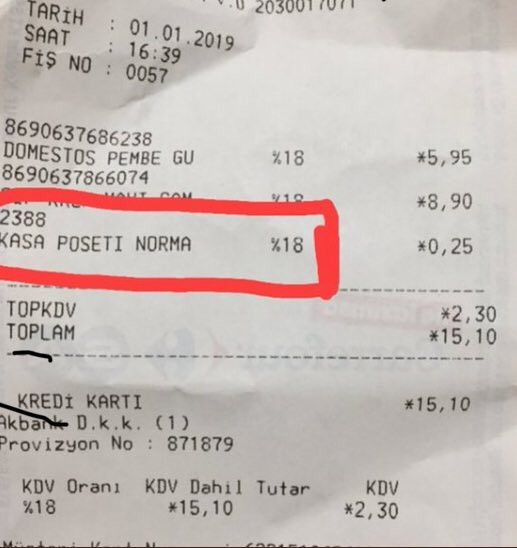 2030017071
TARİH : 01.01.2019
SAAT : 16:39
FİŞ NO : 0057
8690637686238
DOMESTOS PEMBE GU %18 *5,95
8690637866074
%18 *8,90
2388
KASA POSETI NORMA %18 *0,25
TOPKDV *2,30
TOPLAM *15,10
KREDİ KARTI *15,10
Akbank D.k.k. (1)
Provizyon No : 871879
KDV Oranı KDV Dahil Tutar KDV
%18 *15,10 *2,30